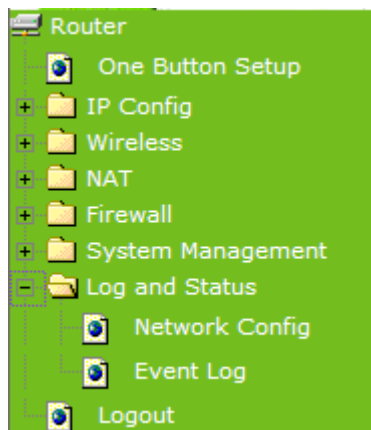 Router
One Button Setup
IP Config
Wireless
NAT
Firewall
System Management
Log and Status
Network Config
Event Log
Logout